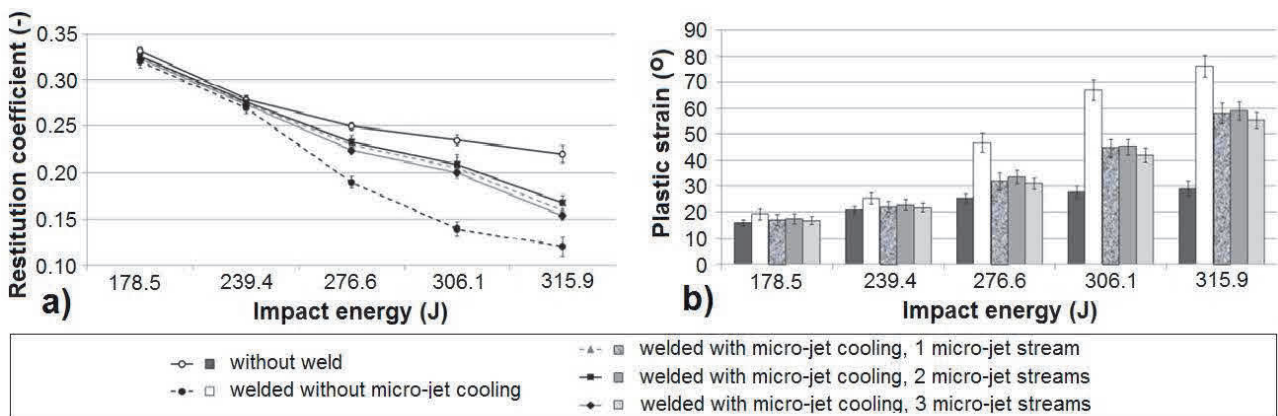 Restitution coefficient (-)
0.35
0.30
0.25
0.20
0.15
0.10
178.5 239.4 276.6 306.1 315.9
Impact energy (J)
a)
Plastic strain (º)
90
80
70
60
50
40
30
20
10
0
178.5 239.4 276.6 306.1 315.9
Impact energy (J)
b)
without weld
welded without micro-jet cooling
welded with micro-jet cooling, 1 micro-jet stream
welded with micro-jet cooling, 2 micro-jet streams
welded with micro-jet cooling, 3 micro-jet streams